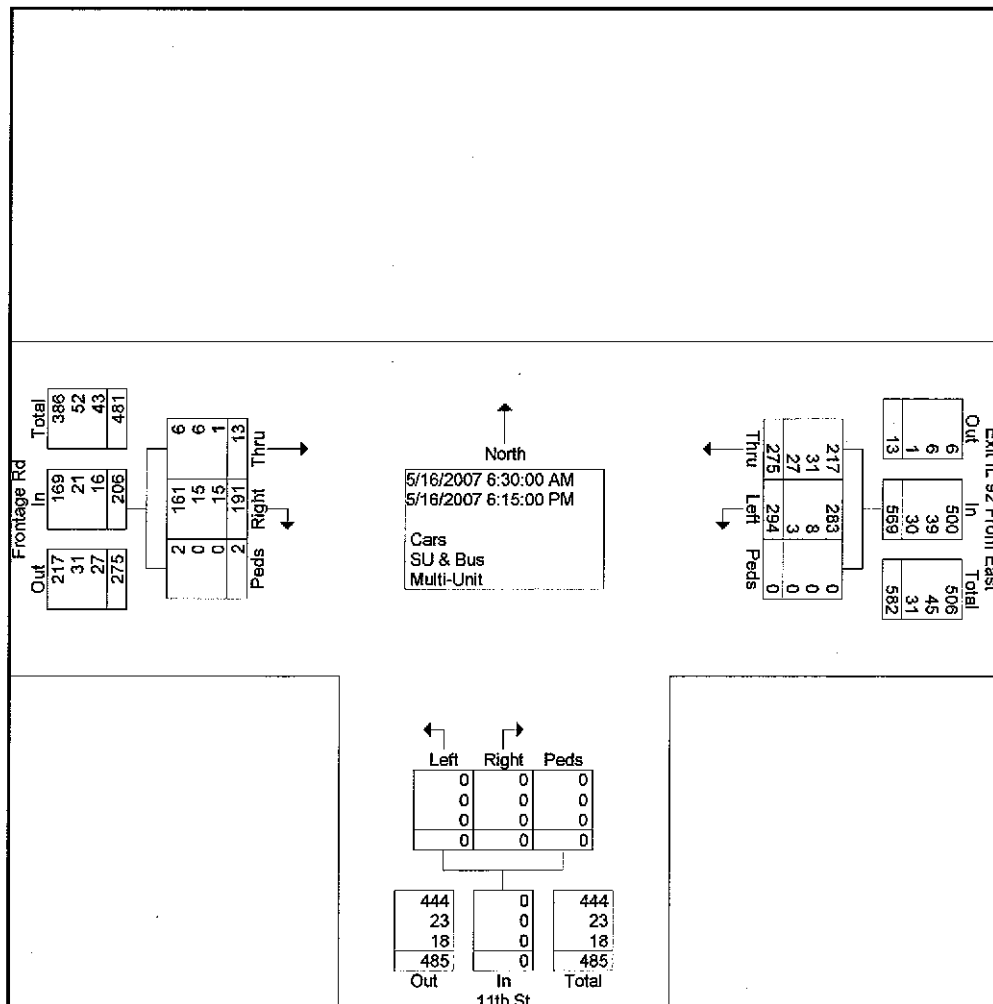 North
5/16/2007 6:30:00 AM
5/16/2007 6:15:00 PM
Cars
SU & Bus
Multi-Unit
Frontage Rd
Total In Out
386 169 217
52 21 31
43 16 27
481 206 275
6 161 2
6 15 0
1 15 0
13 191 2
Thru Right Peds
Exit IL 92 From East
Out In Total
6 500 506
6 39 45
1 30 31
13 569 582
217 283 0
31 8 0
27 3 0
275 294 0
Thru Left Peds
Left Right Peds
0 0 0
0 0 0
0 0 0
0 0 0
444 0 444
23 0 23
18 0 18
485 0 485
Out In Total
11th St